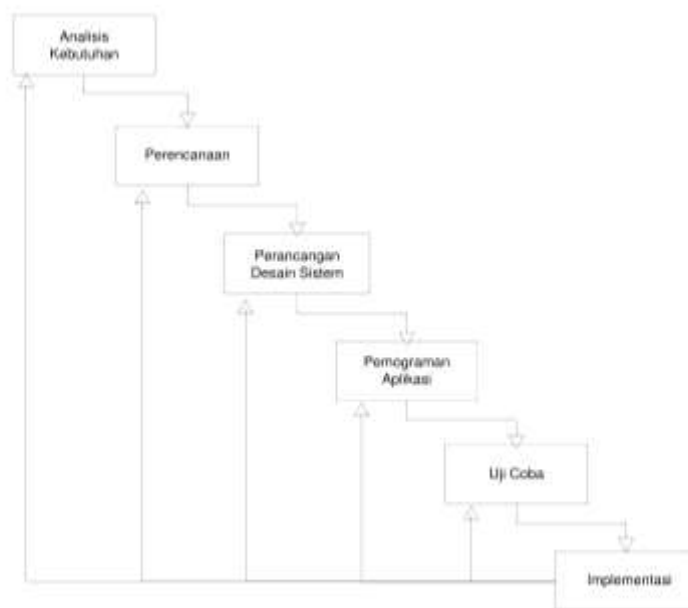 Analisis
Kebutuhan
Perencanaan
Perancangan
Desain Sistem
Pemograman
Aplikasi
Uji Coba
Implementasi